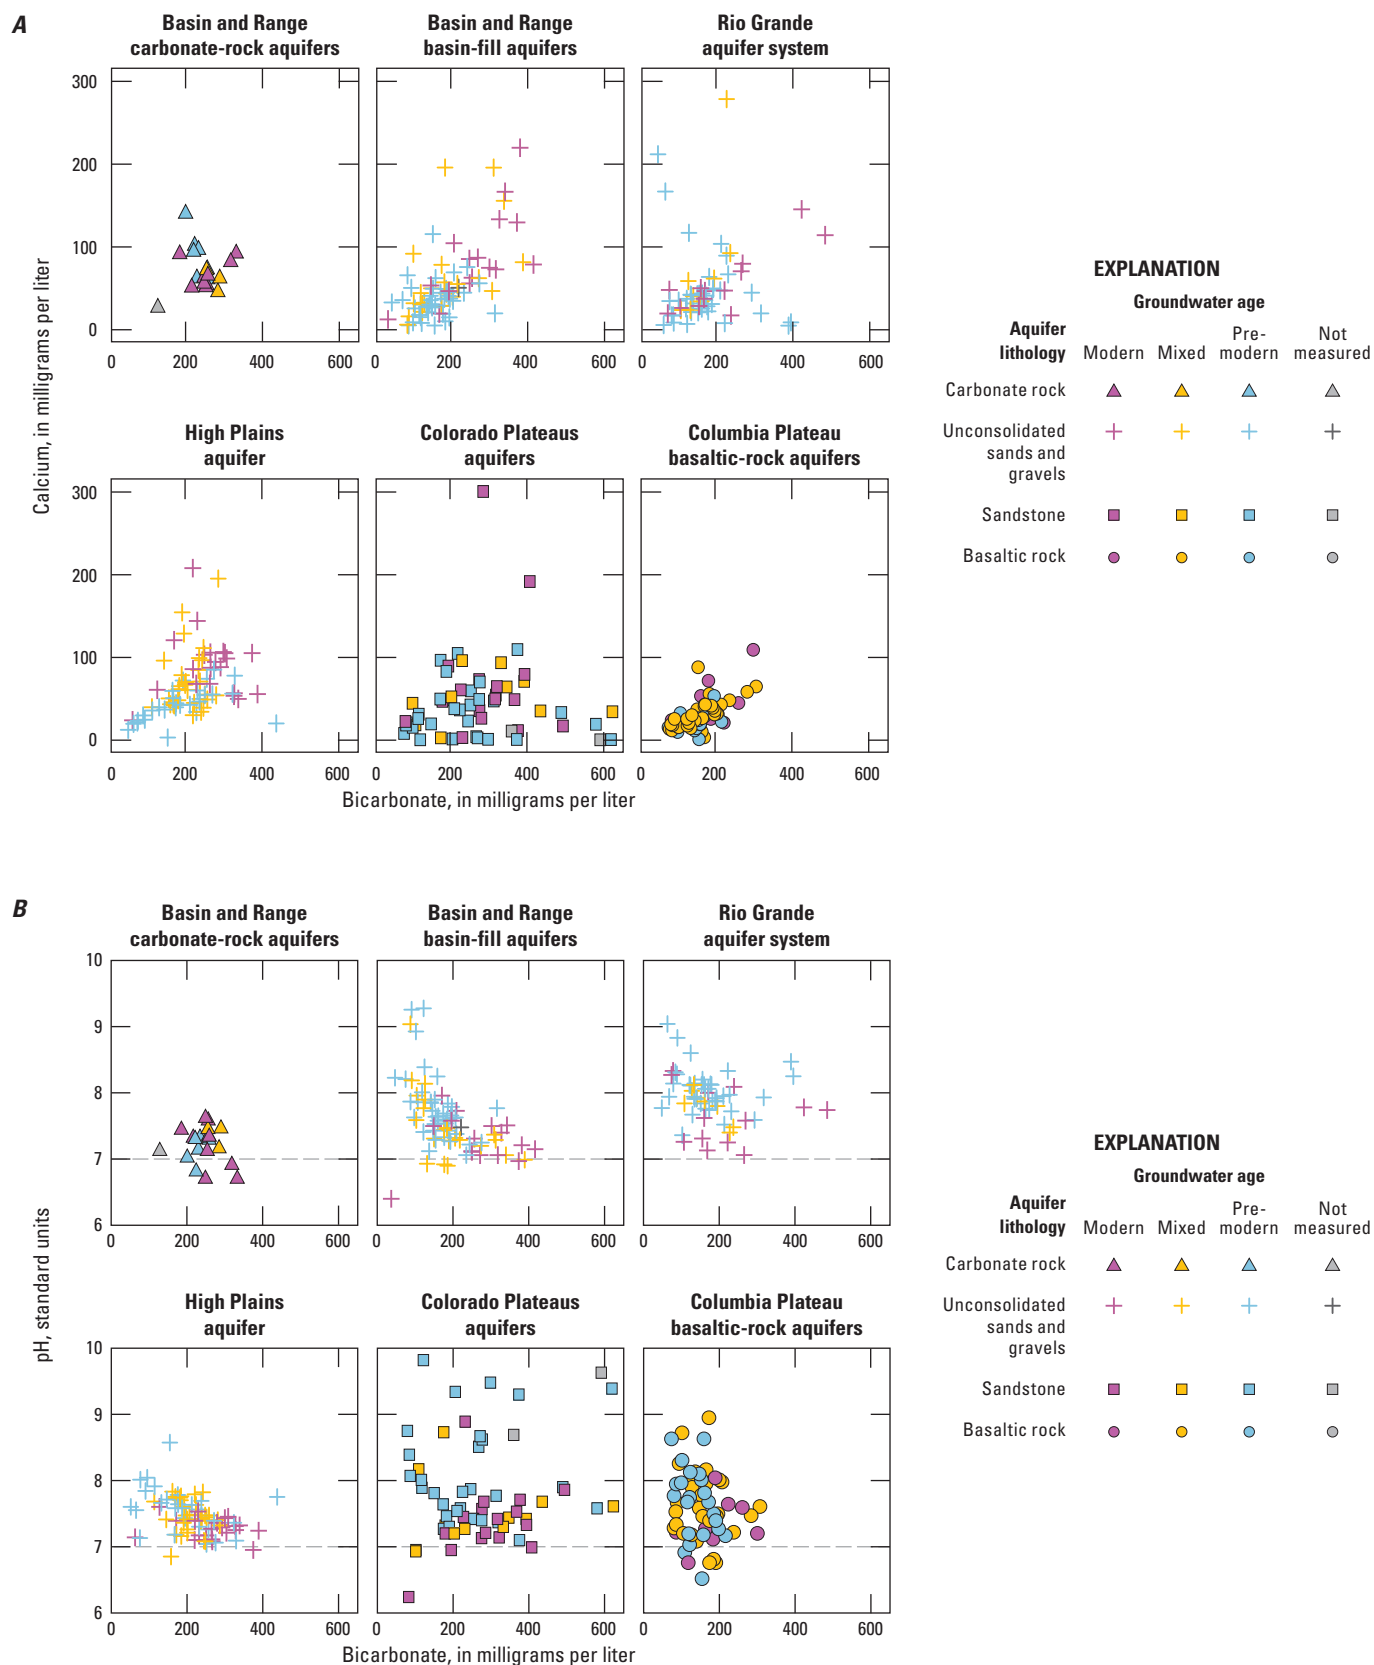 A
Basin and Range
carbonate-rock aquifers
Basin and Range
basin-fill aquifers
Rio Grande
aquifer system
300
200
100
0
0 200 400 600
0 200 400 600
0 200 400 600
High Plains
aquifer
Colorado Plateaus
aquifers
Columbia Plateau
basaltic-rock aquifers
300
200
100
0
0 200 400 600
0 200 400 600
0 200 400 600
Calcium, in milligrams per liter
Bicarbonate, in milligrams per liter
EXPLANATION
Groundwater age
Aquifer
lithology
Modern
Mixed
Pre-
modern
Not
measured
Carbonate rock
Unconsolidated
sands and
gravels
Sandstone
Basaltic rock
B
Basin and Range
carbonate-rock aquifers
Basin and Range
basin-fill aquifers
Rio Grande
aquifer system
10
9
8
7
6
0 200 400 600
0 200 400 600
0 200 400 600
High Plains
aquifer
Colorado Plateaus
aquifers
Columbia Plateau
basaltic-rock aquifers
10
9
8
7
6
0 200 400 600
0 200 400 600
0 200 400 600
pH, standard units
Bicarbonate, in milligrams per liter
EXPLANATION
Groundwater age
Aquifer
lithology
Modern
Mixed
Pre-
modern
Not
measured
Carbonate rock
Unconsolidated
sands and
gravels
Sandstone
Basaltic rock